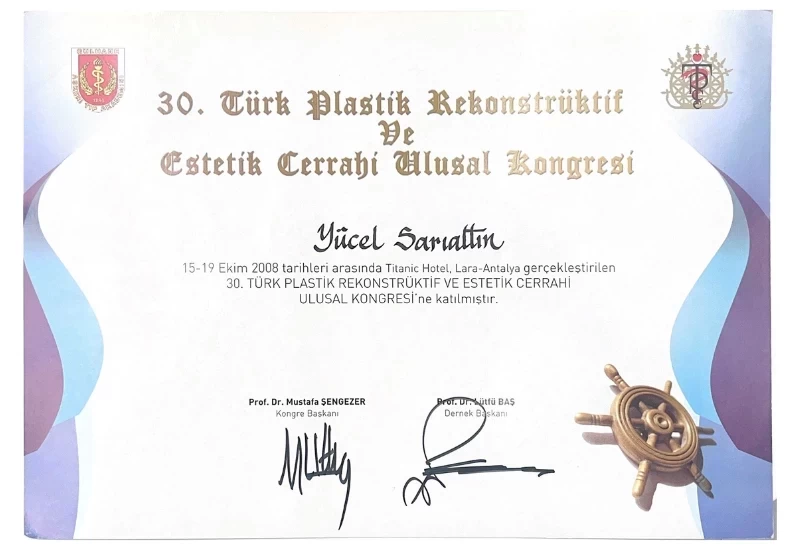 30. Türk Plastik Rekonstrüktif
Ve
Estetik Cerrahi Ulusal Kongresi
Yücel Sarıaltın
15-19 Ekim 2008 tarihleri arasında Titanic Hotel, Lara-Antalya gerçekleştirilen
30. TÜRK PLASTİK REKONSTRÜKTİF VE ESTETİK CERRAHİ
ULUSAL KONGRESİ'ne katılmıştır.
Prof. Dr. Mustafa ŞENGEZER
Kongre Başkanı
Prof. Dr. Lütfü BAŞ
Dernek Başkanı